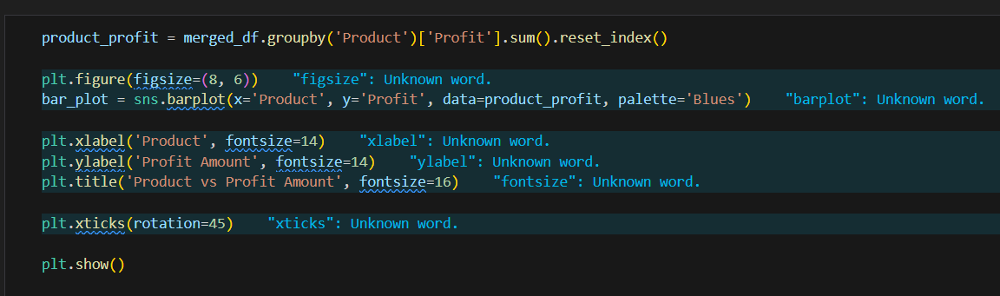 product_profit = merged_df.groupby('Product')['Profit'].sum().reset_index()
plt.figure(figsize=(8, 6))    "figsize": Unknown word.
bar_plot = sns.barplot(x='Product', y='Profit', data=product_profit, palette='Blues')    "barplot": Unknown word.
plt.xlabel('Product', fontsize=14)    "xlabel": Unknown word.
plt.ylabel('Profit Amount', fontsize=14)    "ylabel": Unknown word.
plt.title('Product vs Profit Amount', fontsize=16)    "fontsize": Unknown word.
plt.xticks(rotation=45)    "xticks": Unknown word.
plt.show()